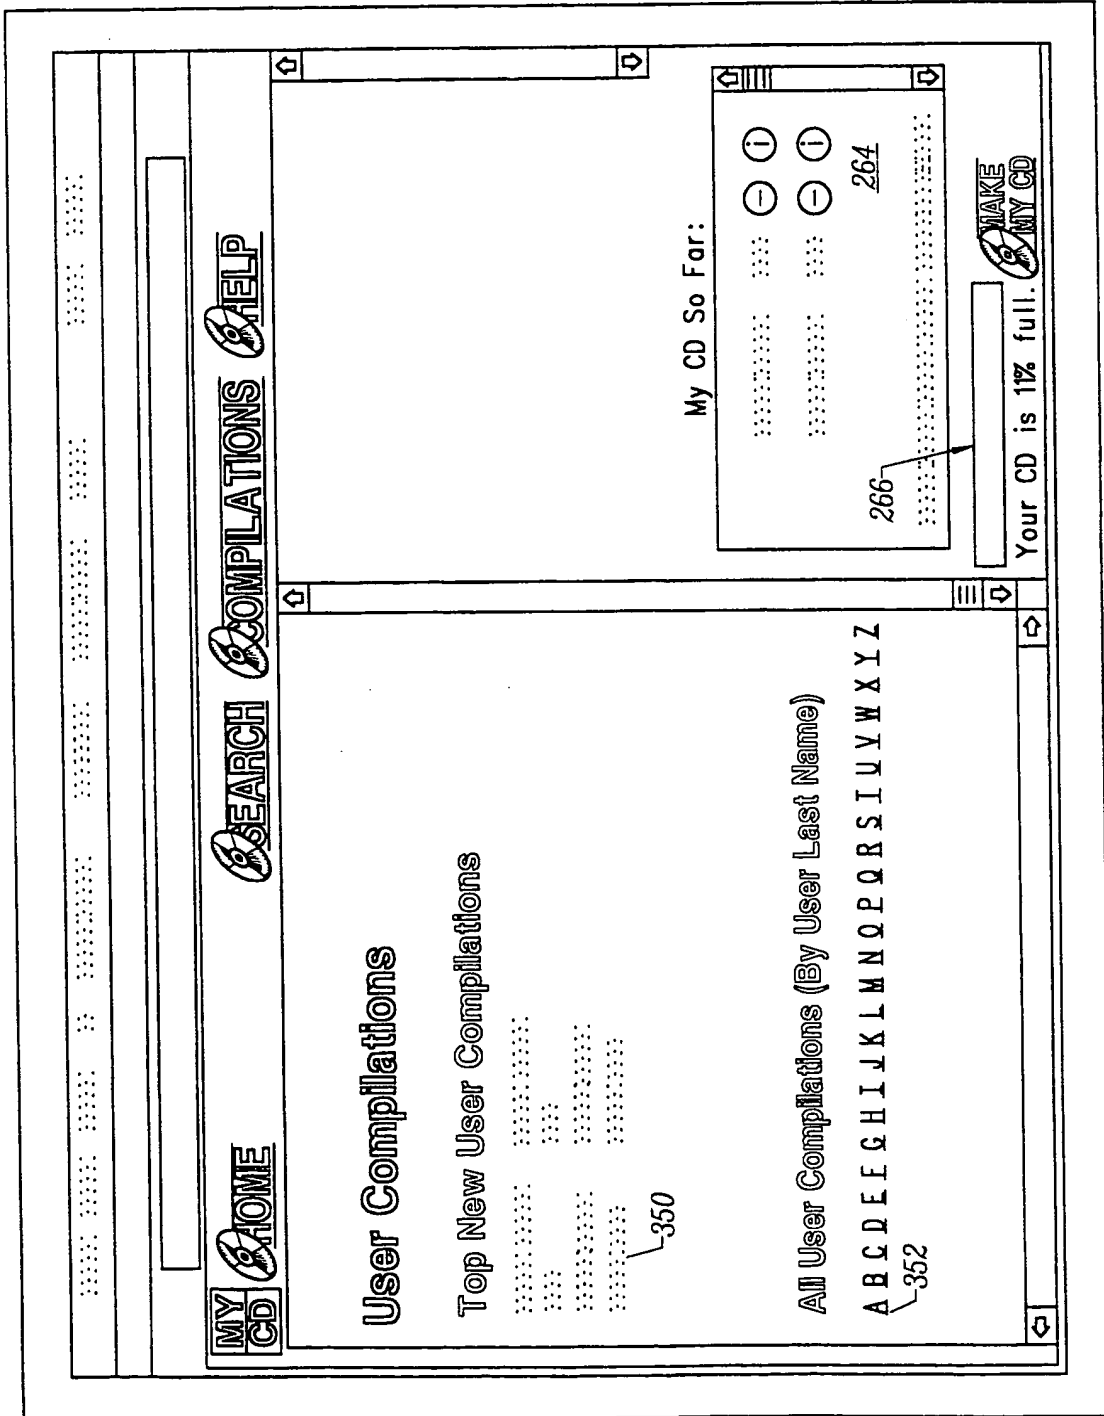 MY CD
HOME
SEARCH
COMPILATIONS
HELP
User Compilations
Top New User Compilations
350
All User Compilations (By User Last Name)
A B C D E F G H I J K L M N O P Q R S T U V W X Y Z
352
My CD So Far:
264
266
Your CD is 11% full.
MAKE MY CD